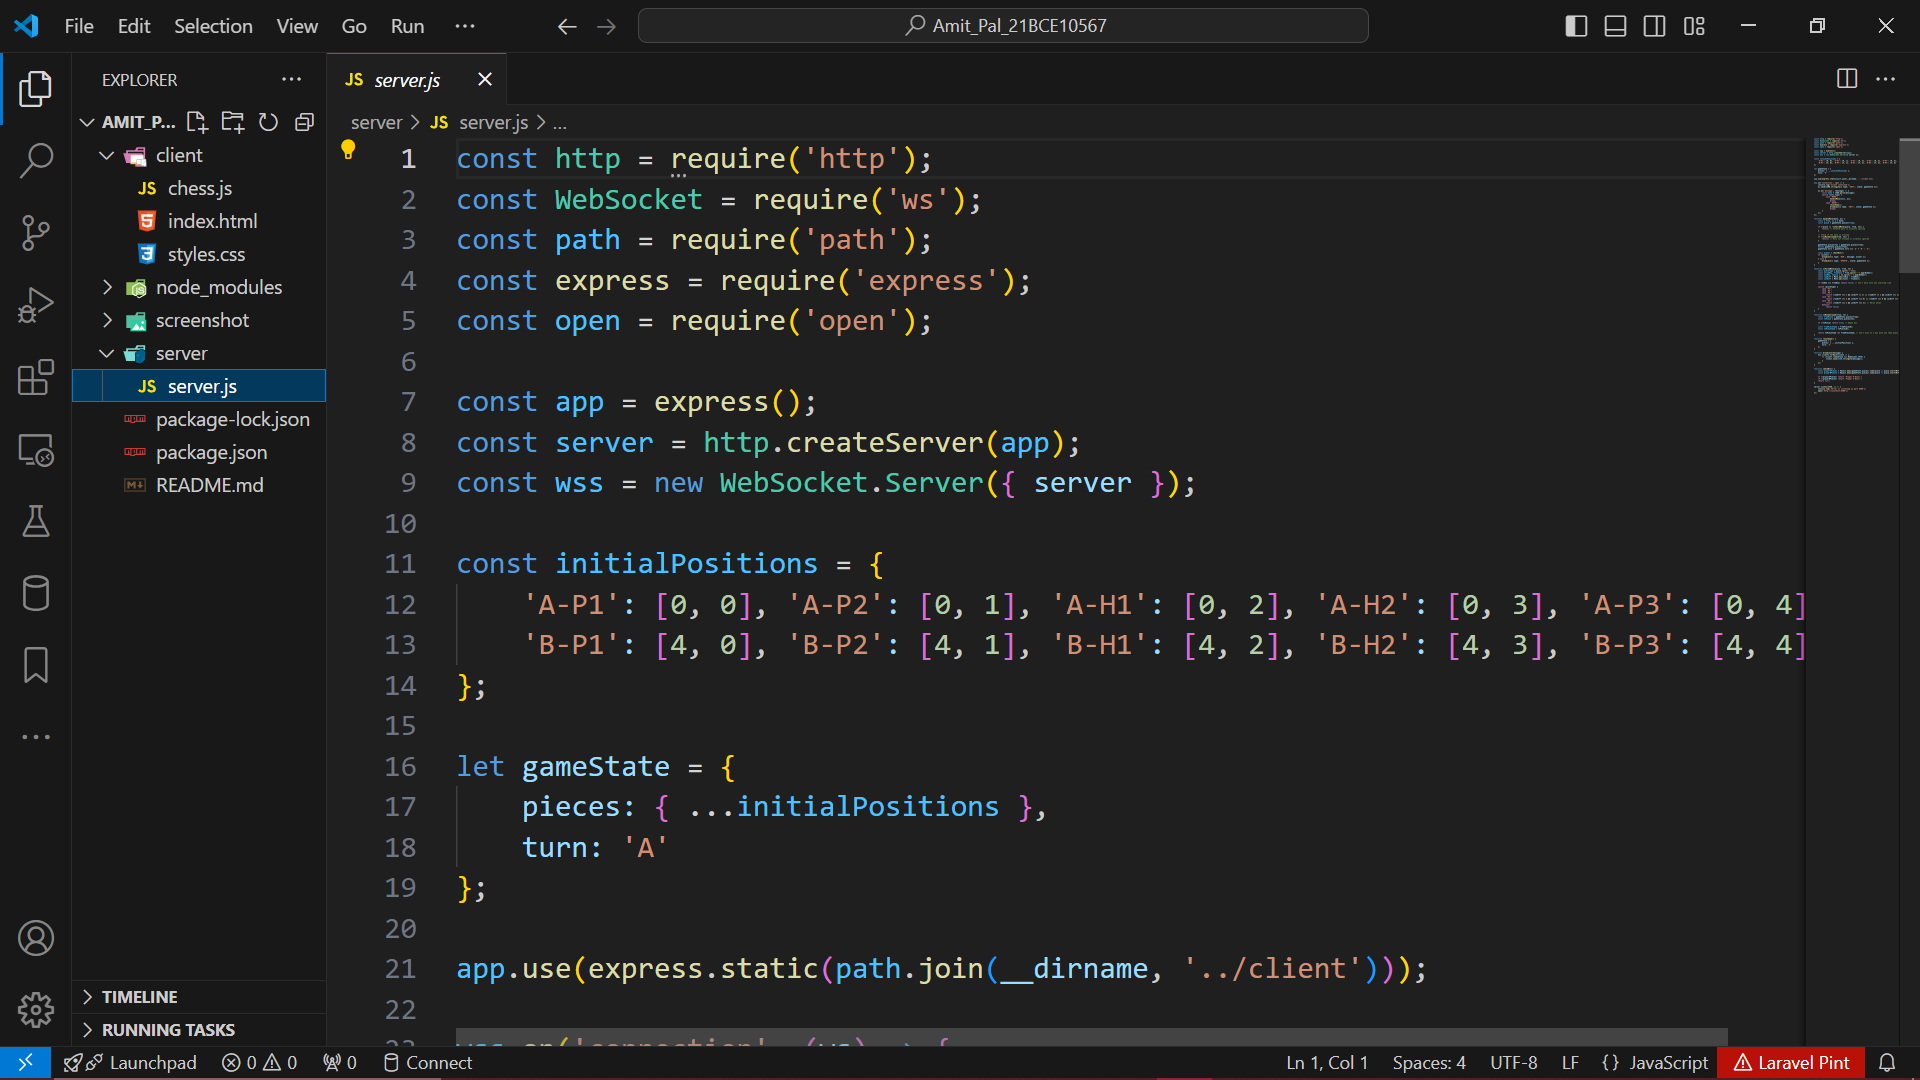 File Edit Selection View Go Run ··· Amit_Pal_21BCE10567
EXPLORER
AMIT_P...
client
JS chess.js
index.html
styles.css
node_modules
screenshot
server
JS server.js
package-lock.json
package.json
README.md
TIMELINE
RUNNING TASKS
JS server.js
server > JS server.js > ...
1 const http = require('http');
2 const WebSocket = require('ws');
3 const path = require('path');
4 const express = require('express');
5 const open = require('open');
6
7 const app = express();
8 const server = http.createServer(app);
9 const wss = new WebSocket.Server({ server });
10
11 const initialPositions = {
12 'A-P1': [0, 0], 'A-P2': [0, 1], 'A-H1': [0, 2], 'A-H2': [0, 3], 'A-P3': [0, 4]
13 'B-P1': [4, 0], 'B-P2': [4, 1], 'B-H1': [4, 2], 'B-H2': [4, 3], 'B-P3': [4, 4]
14 };
15
16 let gameState = {
17 pieces: { ...initialPositions },
18 turn: 'A'
19 };
20
21 app.use(express.static(path.join(__dirname, '../client')));
22
23 wss.on('connection', (ws) => {
Launchpad 0 0 0 Connect Ln 1, Col 1 Spaces: 4 UTF-8 LF {} JavaScript Laravel Pint